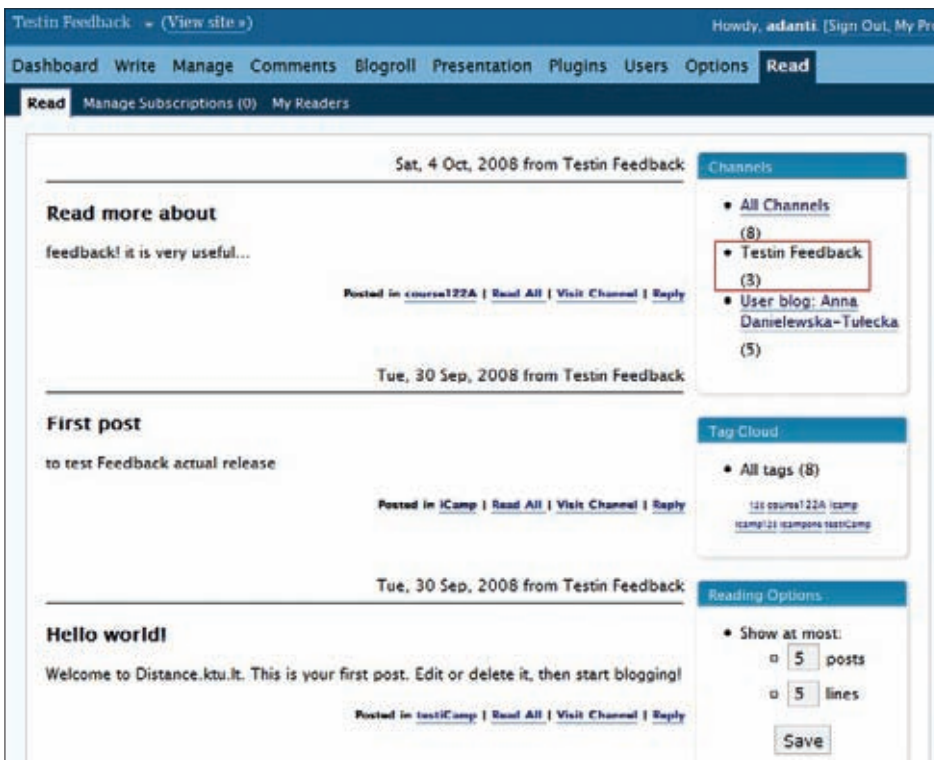 Testin Feedback (View site »)
Howdy, adanti. [Sign Out, My Pr
Dashboard Write Manage Comments Blogroll Presentation Plugins Users Options Read
Read Manage Subscriptions (0) My Readers
Sat, 4 Oct, 2008 from Testin Feedback
Read more about
feedback! it is very useful...
Posted in course122A | Read All | Visit Channel | Reply
Tue, 30 Sep, 2008 from Testin Feedback
First post
to test Feedback actual release
Posted in iCamp | Read All | Visit Channel | Reply
Tue, 30 Sep, 2008 from Testin Feedback
Hello world!
Welcome to Distance.ktu.lt. This is your first post. Edit or delete it, then start blogging!
Posted in testiCamp | Read All | Visit Channel | Reply
Channels
All Channels
(8)
Testin Feedback
(3)
User blog: Anna
Danielewska-Tułecka
(5)
Tag Cloud
All tags (8)
course122A icamp
testiCamp
Reading Options
Show at most:
5 posts
5 lines
Save